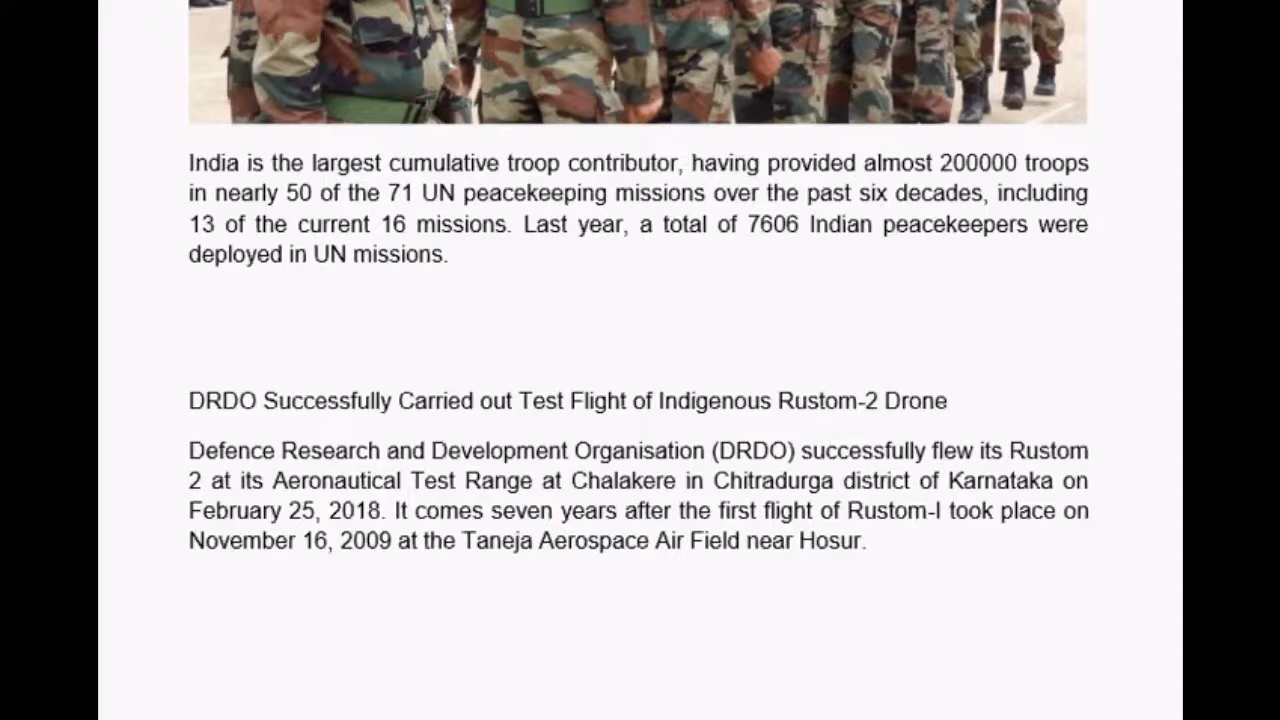 India is the largest cumulative troop contributor, having provided almost 200000 troops
in nearly 50 of the 71 UN peacekeeping missions over the past six decades, including
13 of the current 16 missions. Last year, a total of 7606 Indian peacekeepers were
deployed in UN missions.
DRDO Successfully Carried out Test Flight of Indigenous Rustom-2 Drone
Defence Research and Development Organisation (DRDO) successfully flew its Rustom
2 at its Aeronautical Test Range at Chalakere in Chitradurga district of Karnataka on
February 25, 2018. It comes seven years after the first flight of Rustom-I took place on
November 16, 2009 at the Taneja Aerospace Air Field near Hosur.